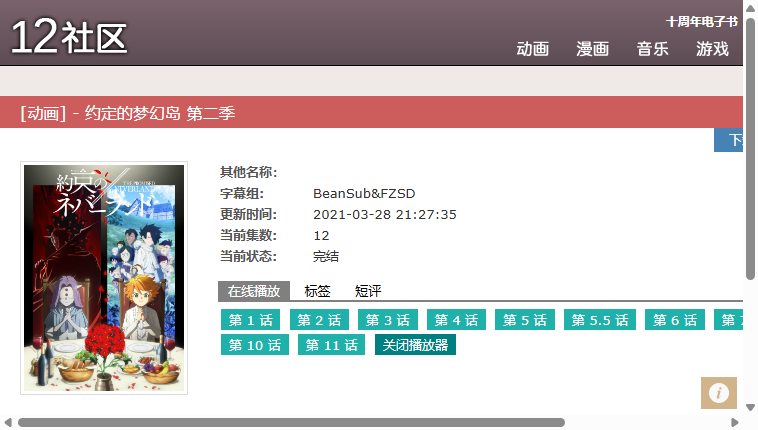 12社区
十周年电子书
动画 漫画 音乐 游戏
[动画] - 约定的梦幻岛 第二季
約束の
ネバーランド
THE PROMISED
NEVERLAND
其他名称:
字幕组: BeanSub&FZSD
更新时间: 2021-03-28 21:27:35
当前集数: 12
当前状态: 完结
在线播放 标签 短评
第 1 话 第 2 话 第 3 话 第 4 话 第 5 话 第 5.5 话 第 6 话 第
第 10 话 第 11 话 关闭播放器